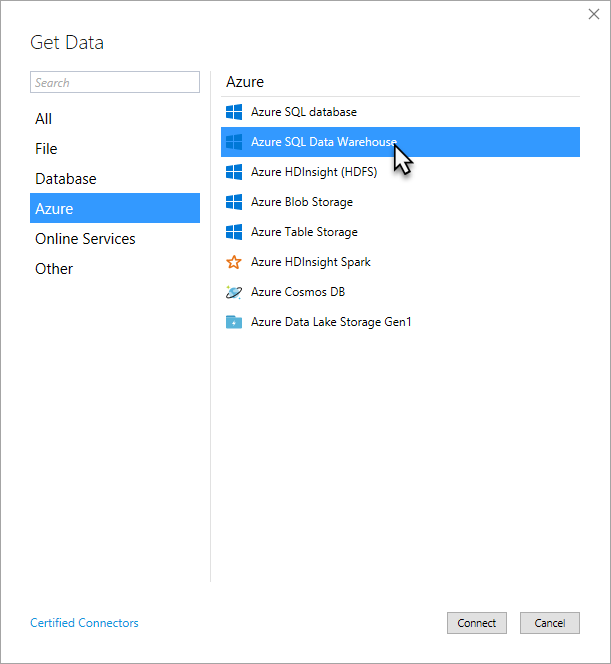 Get Data
Search
All
File
Database
Azure
Online Services
Other
Azure
Azure SQL database
Azure SQL Data Warehouse
Azure HDInsight (HDFS)
Azure Blob Storage
Azure Table Storage
Azure HDInsight Spark
Azure Cosmos DB
Azure Data Lake Storage Gen1
Certified Connectors
Connect
Cancel